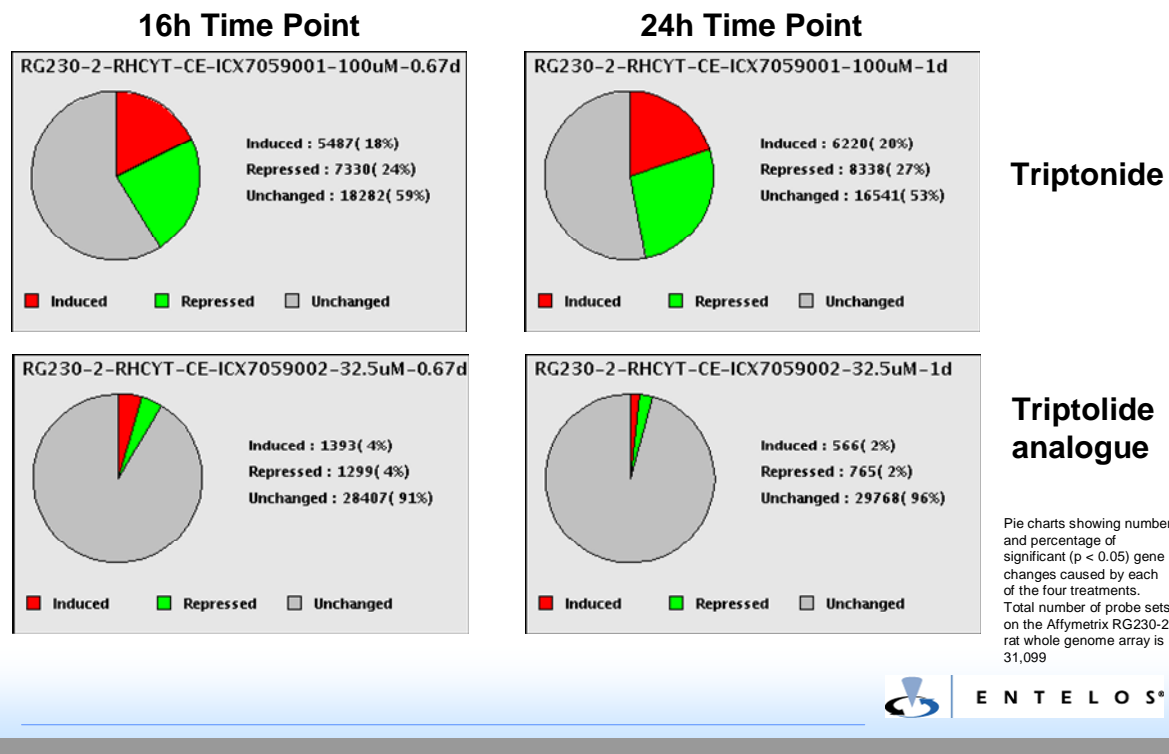 16h Time Point
24h Time Point
RG230-2-RHCYT-CE-ICX7059001-100uM-0.67d
Induced : 5487( 18%)
Repressed : 7330( 24%)
Unchanged : 18282( 59%)
Induced
Repressed
Unchanged
RG230-2-RHCYT-CE-ICX7059001-100uM-1d
Induced : 6220( 20%)
Repressed : 8338( 27%)
Unchanged : 16541( 53%)
Induced
Repressed
Unchanged
Triptonide
RG230-2-RHCYT-CE-ICX7059002-32.5uM-0.67d
Induced : 1393( 4%)
Repressed : 1299( 4%)
Unchanged : 28407( 91%)
Induced
Repressed
Unchanged
RG230-2-RHCYT-CE-ICX7059002-32.5uM-1d
Induced : 566( 2%)
Repressed : 765( 2%)
Unchanged : 29768( 96%)
Induced
Repressed
Unchanged
Triptolide
analogue
Pie charts showing number
and percentage of
significant (p < 0.05) gene
changes caused by each
of the four treatments.
Total number of probe sets
on the Affymetrix RG230-2
rat whole genome array is
31,099
ENTELOS®